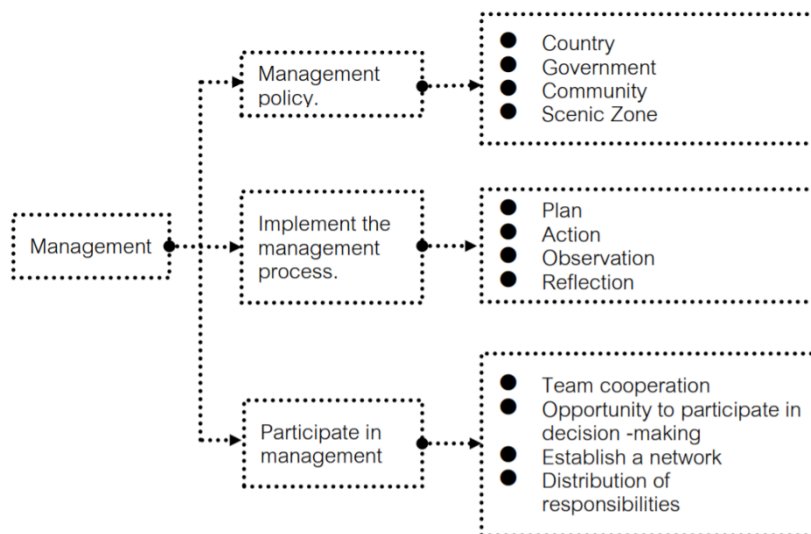 Management
policy.
Country
Government
Community
Scenic Zone
Management
Implement the
management
process.
Plan
Action
Observation
Reflection
Participate in
management
Team cooperation
Opportunity to participate in
decision -making
Establish a network
Distribution of
responsibilities